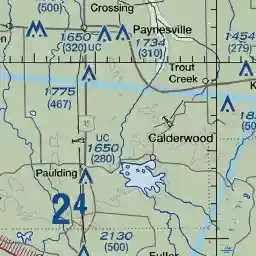 (500)
Crossing
Paynesville
1650
(320) UC
1734
(310)
1454
(279)
Trout
Creek
1775
(467)
K
UC
1650
(280)
Calderwood
Paulding
24
2130
(500)
Fuller